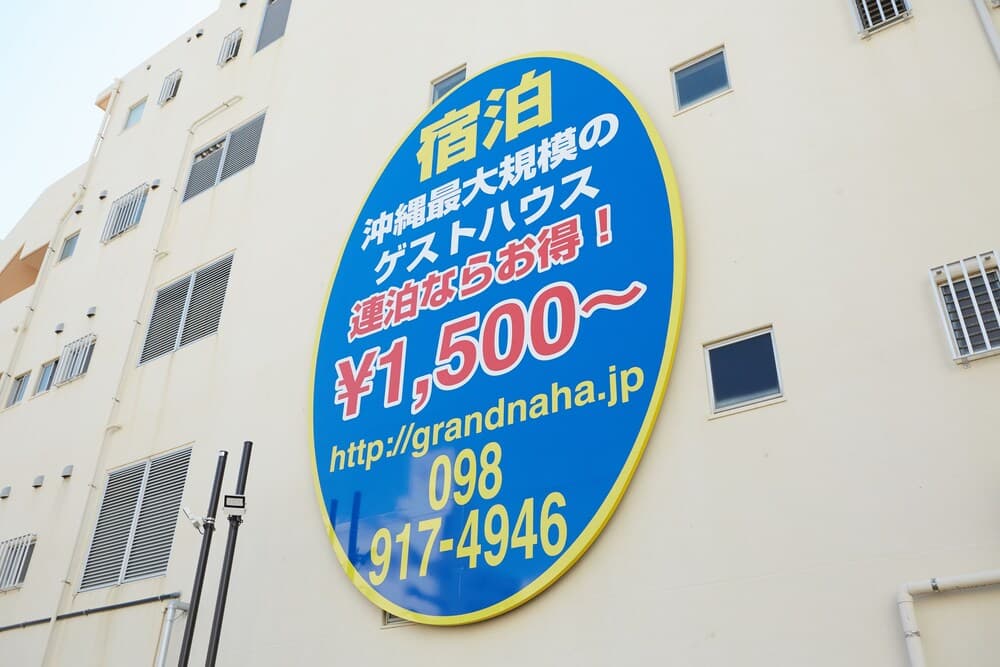 宿泊
沖縄最大規模の
ゲストハウス
連泊ならお得！
¥1,500〜
http://grandnaha.jp
098
917-4946